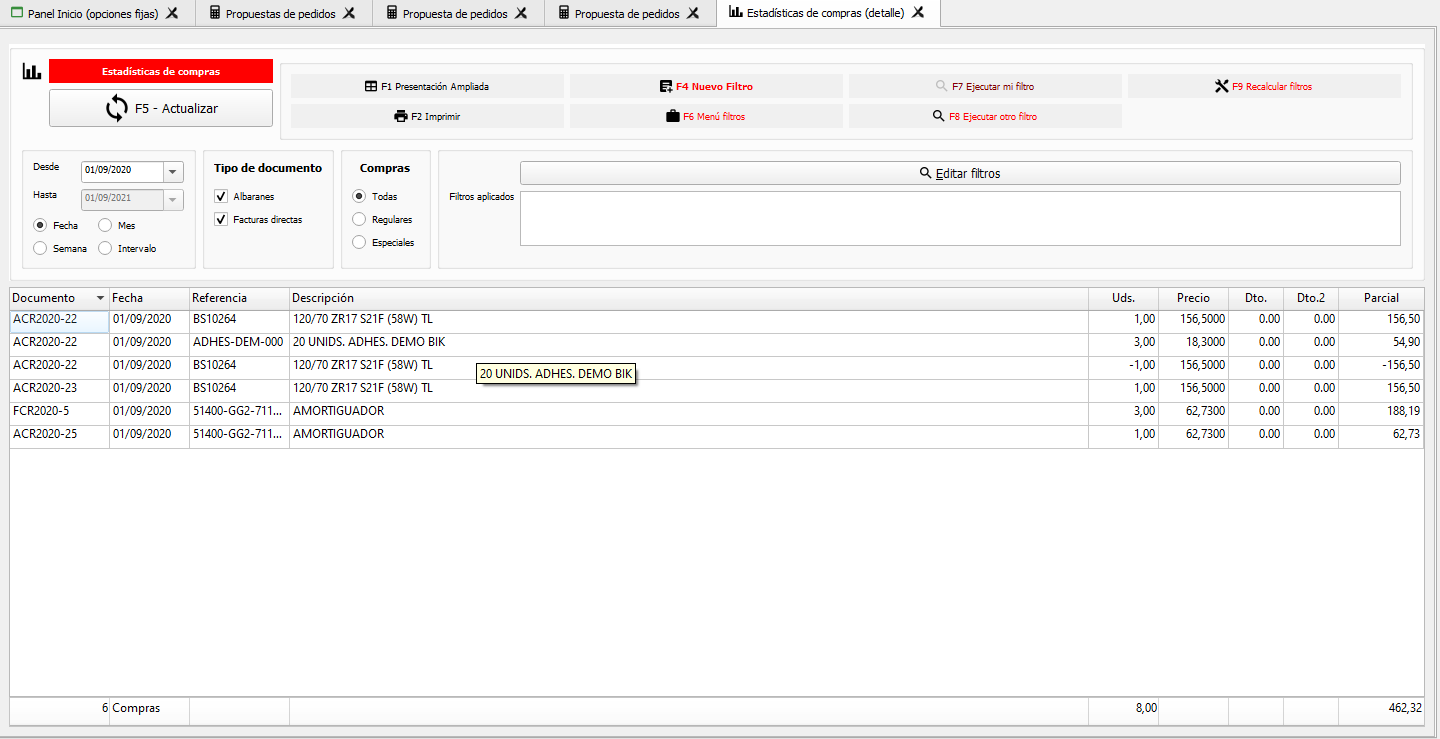 Panel Inicio (opciones fijas) Propuestas de pedidos Propuesta de pedidos Propuesta de pedidos Estadísticas de compras (detalle)
Estadísticas de compras
F5 - Actualizar
F1 Presentación Ampliada F4 Nuevo Filtro F7 Ejecutar mi filtro F9 Recalcular filtros
F2 Imprimir F6 Menú filtros F8 Ejecutar otro filtro
Desde 01/09/2020
Hasta 01/09/2021
Fecha Mes
Semana Intervalo
Tipo de documento
Albaranes
Facturas directas
Compras
Todas
Regulares
Especiales
Editar filtros
Filtros aplicados
Documento Fecha Referencia Descripción Uds. Precio Dto. Dto.2 Parcial
ACR2020-22 01/09/2020 BS10264 120/70 ZR17 S21F (58W) TL 1,00 156,5000 0.00 0.00 156,50
ACR2020-22 01/09/2020 ADHES-DEM-000 20 UNIDS. ADHES. DEMO BIK 3,00 18,3000 0.00 0.00 54,90
ACR2020-22 01/09/2020 BS10264 120/70 ZR17 S21F (58W) TL -1,00 156,5000 0.00 0.00 -156,50
20 UNIDS. ADHES. DEMO BIK
ACR2020-23 01/09/2020 BS10264 120/70 ZR17 S21F (58W) TL 1,00 156,5000 0.00 0.00 156,50
FCR2020-5 01/09/2020 51400-GG2-711... AMORTIGUADOR 3,00 62,7300 0.00 0.00 188,19
ACR2020-25 01/09/2020 51400-GG2-711... AMORTIGUADOR 1,00 62,7300 0.00 0.00 62,73
6 Compras 8,00 462,32